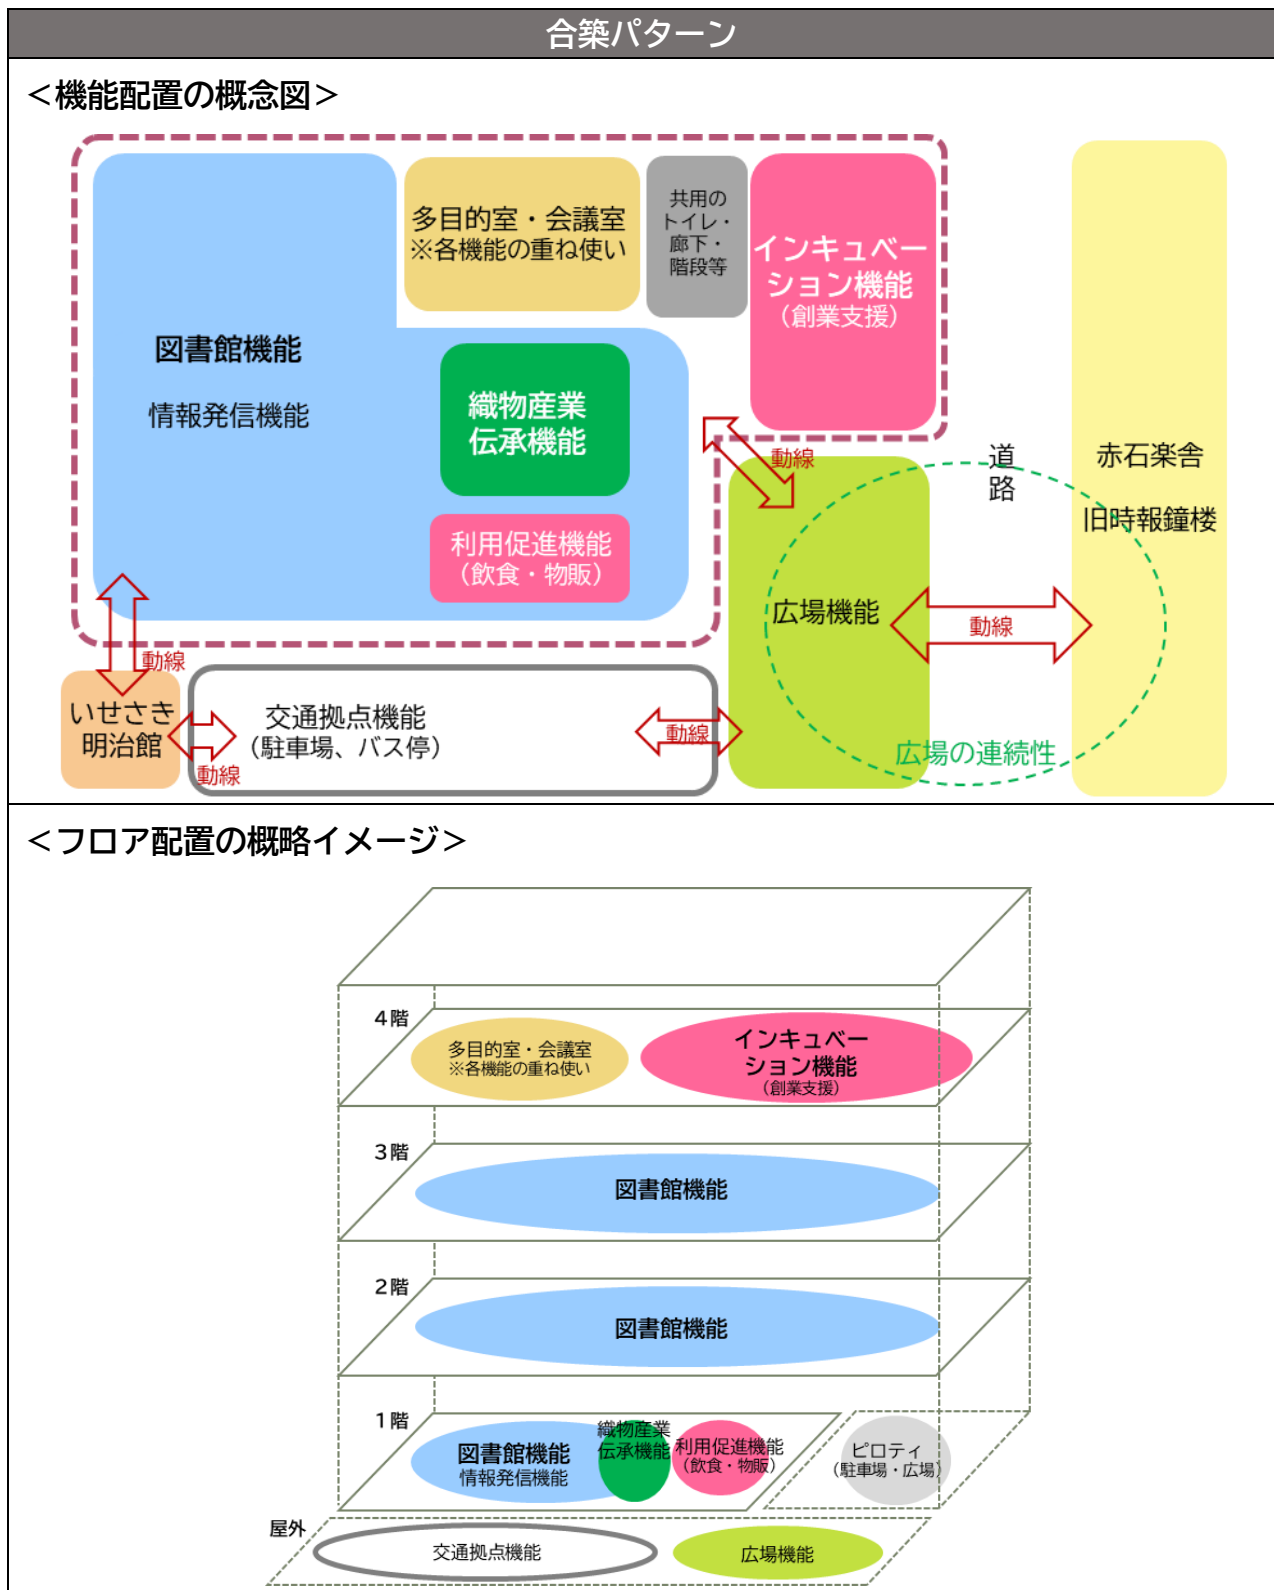 合築パターン
＜機能配置の概念図＞
多目的室・会議室
※各機能の重ね使い
共用の
トイレ・
廊下・
階段等
インキュベー
ション機能
（創業支援）
図書館機能
情報発信機能
織物産業
伝承機能
利用促進機能
（飲食・物販）
動線
道
路
赤石楽舎
旧時報鐘楼
広場機能
動線
動線
いせさき
明治館
動線
交通拠点機能
（駐車場、バス停）
動線
広場の連続性
＜フロア配置の概略イメージ＞
4階
多目的室・会議室
※各機能の重ね使い
インキュベー
ション機能
（創業支援）
3階
図書館機能
2階
図書館機能
1階
図書館機能
情報発信機能
織物産業
伝承機能
利用促進機能
（飲食・物販）
ピロティ
（駐車場・広場）
屋外
交通拠点機能
広場機能